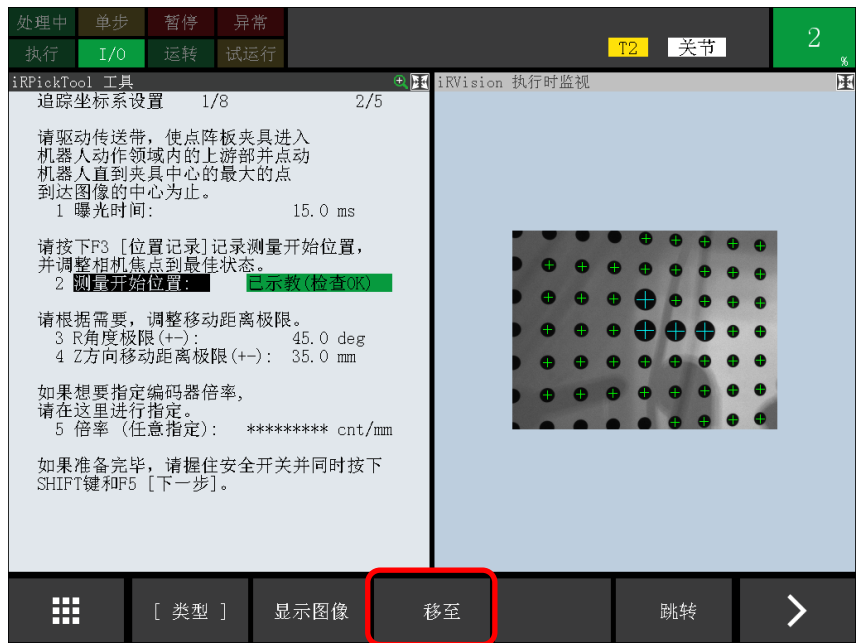 处理中 单步 暂停 异常
执行 I/O 运转 试运行
T2 关节
2
%
iRPickTool 工具
追踪坐标系设置 1/8 2/5
请驱动传送带，使点阵板夹具进入
机器人动作领域内的上游部并点动
机器人直到夹具中心的最大的点
到达图像的中心为止。
1 曝光时间: 15.0 ms
请按下F3 [位置记录]记录测量开始位置，
并调整相机焦点到最佳状态。
2 测量开始位置: 已示教(检查OK)
请根据需要，调整移动距离极限。
3 R角度极限(+-): 45.0 deg
4 Z方向移动距离极限(+-): 35.0 mm
如果想要指定编码器倍率,
请在这里进行指定。
5 倍率 (任意指定): ********* cnt/mm
如果准备完毕，请握住安全开关并同时按下
SHIFT键和F5 [下一步]。
iRVision 执行时监视
[ 类型 ] 显示图像 移至 跳转